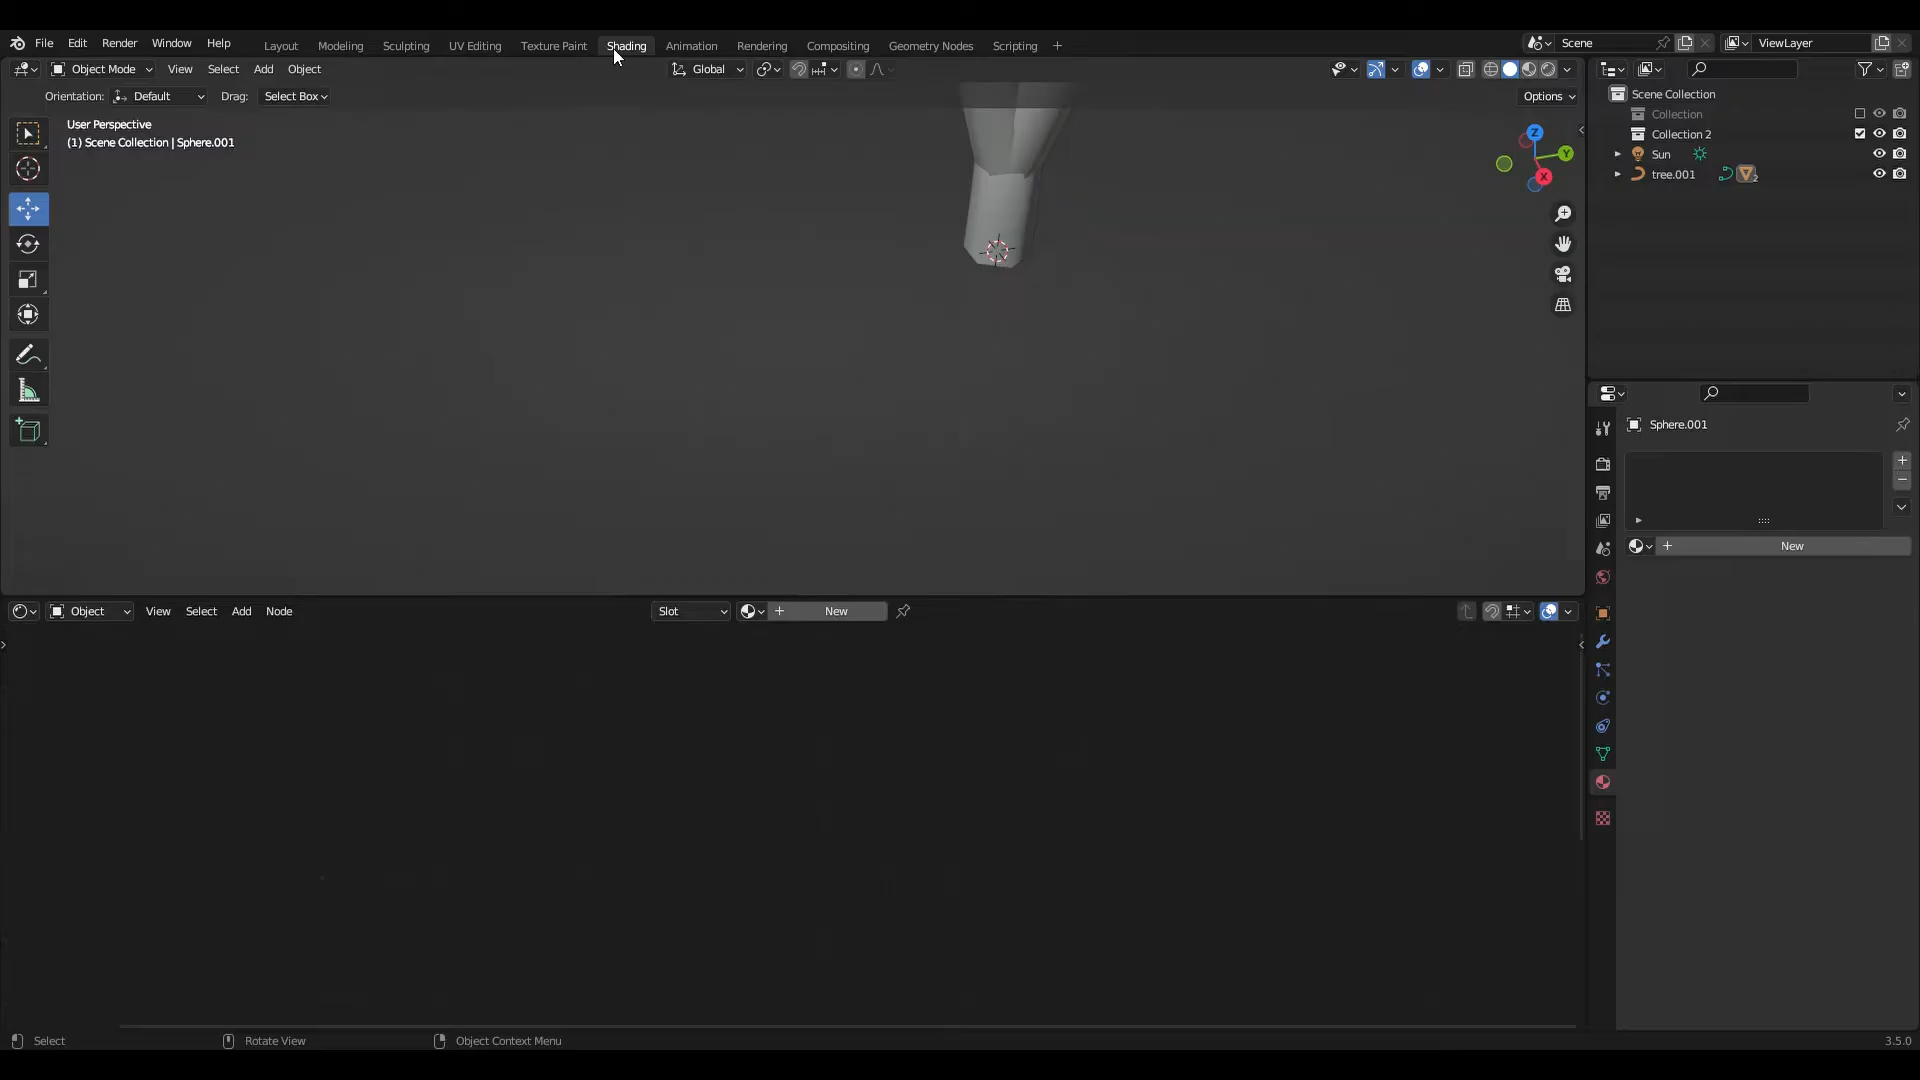 File Edit Render Window Help Layout Modeling Sculpting UV Editing Texture Paint Shading Animation Rendering Compositing Geometry Nodes Scripting + Scene ViewLayer
Object Mode View Select Add Object Global
Orientation: Default Drag: Select Box Options
User Perspective
(1) Scene Collection | Sphere.001
Z
Y
X
Scene Collection
Collection
Collection 2
Sun
tree.001 2
Sphere.001
+
−
+ New
Object View Select Add Node Slot + New
Select Rotate View Object Context Menu 3.5.0